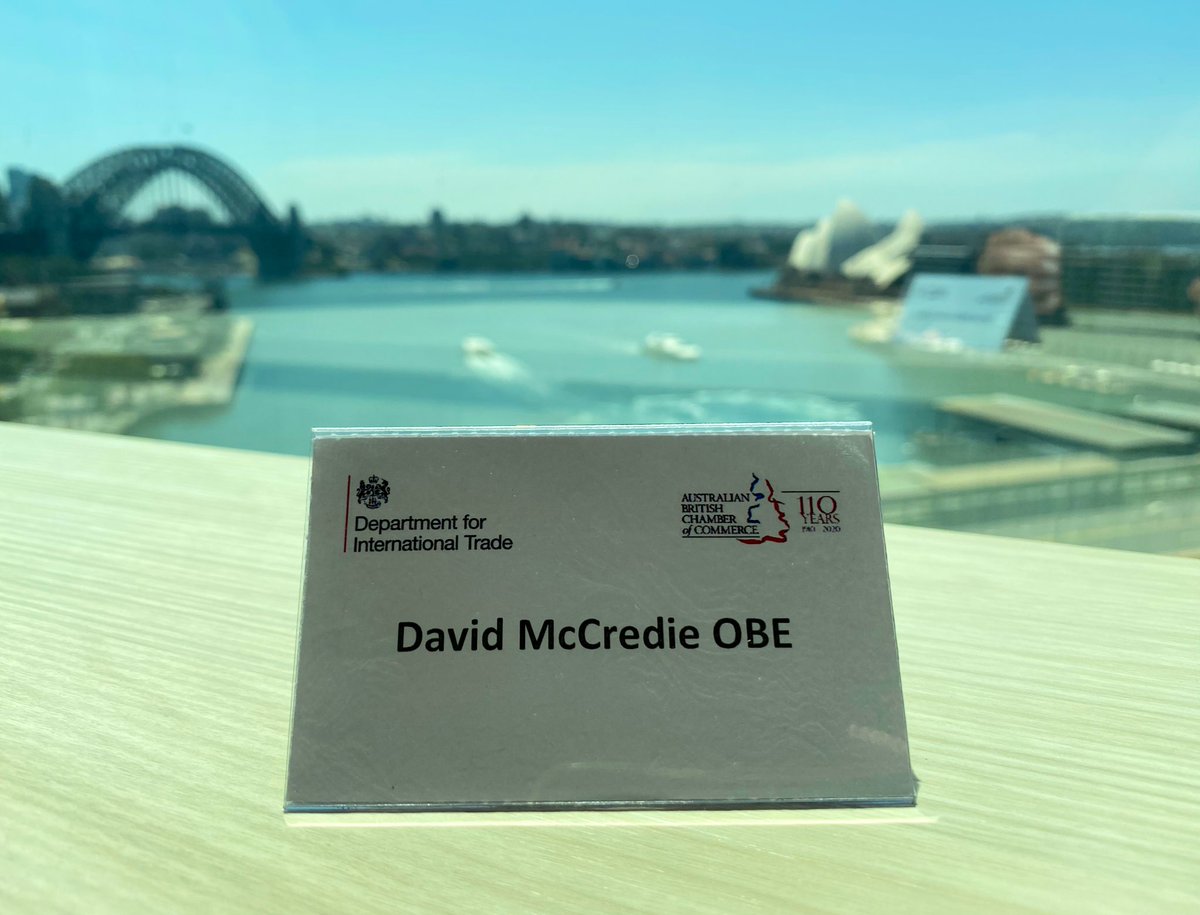 Department for
International Trade
AUSTRALIAN
BRITISH
CHAMBER
of COMMERCE
110
YEARS
1910 2020
David McCredie OBE